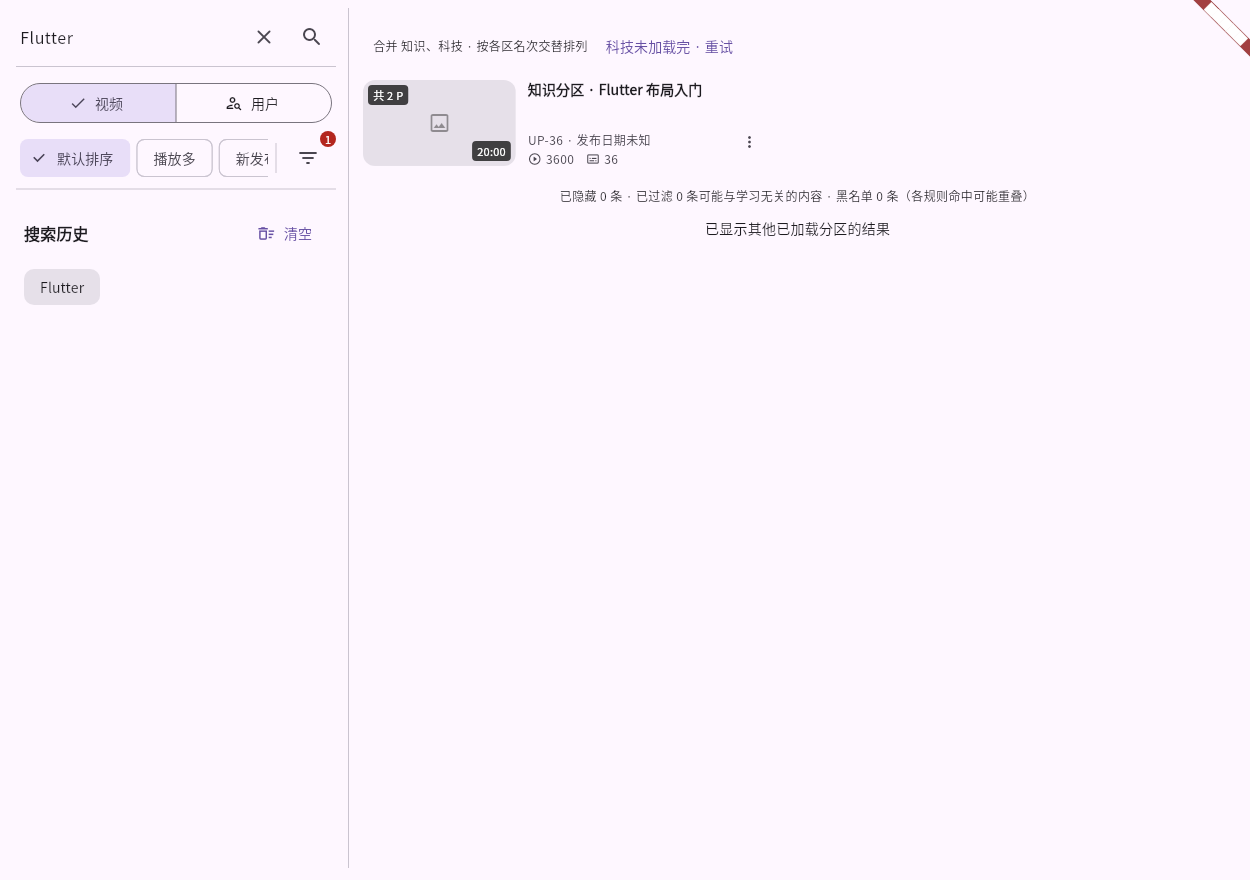 Flutter
视频
用户
默认排序
播放多
1
搜索历史
清空
Flutter
合并 知识、科技 · 按各区名次交替排列
科技未加载完 · 重试
共 2 P
20:00
知识分区 · Flutter 布局入门
UP-36 · 发布日期未知
3600 36
已隐藏 0 条 · 已过滤 0 条可能与学习无关的内容 · 黑名单 0 条（各规则命中可能重叠）
已显示其他已加载分区的结果